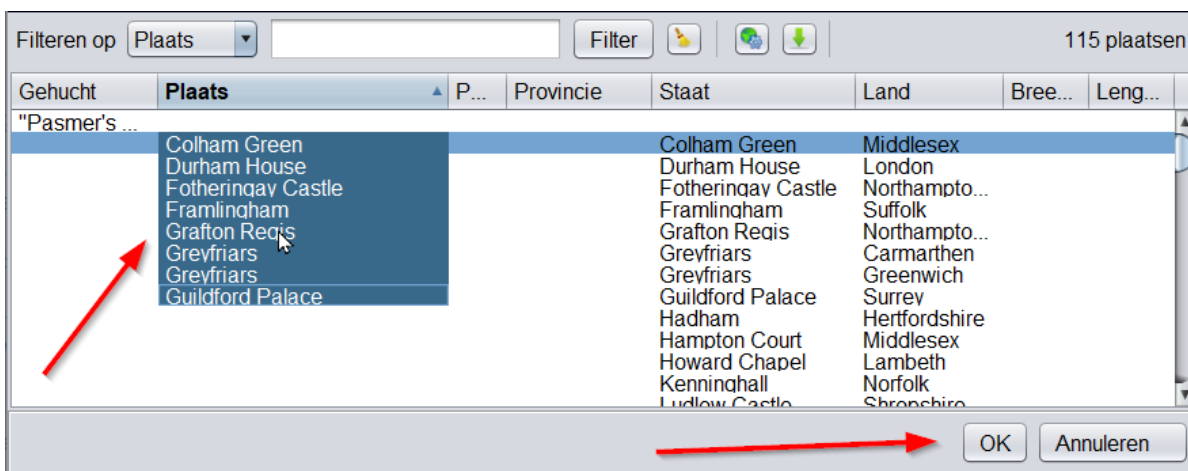 Filteren op Plaats Filter 115 plaatsen
Gehucht Plaats P... Provincie Staat Land Bree... Leng...
"Pasmer's ...
Colham Green Colham Green Middlesex
Durham House Durham House London
Fotheringay Castle Fotheringay Castle Northampto...
Framlingham Framlingham Suffolk
Grafton Regis Grafton Regis Northampto...
Greyfriars Greyfriars Carmarthen
Greyfriars Greyfriars Greenwich
Guildford Palace Guildford Palace Surrey
Hadham Hertfordshire
Hampton Court Middlesex
Howard Chapel Lambeth
Kenninghall Norfolk
Ludlow Castle Shropshire
OK Annuleren